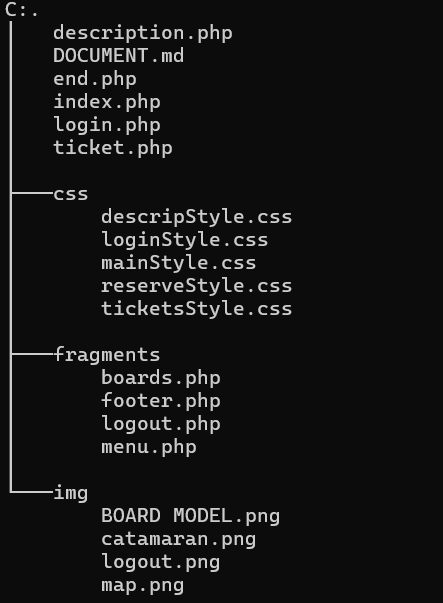 C:.
description.php
DOCUMENT.md
end.php
index.php
login.php
ticket.php
css
descripStyle.css
loginStyle.css
mainStyle.css
reserveStyle.css
ticketsStyle.css
fragments
boards.php
footer.php
logout.php
menu.php
img
BOARD MODEL.png
catamaran.png
logout.png
map.png